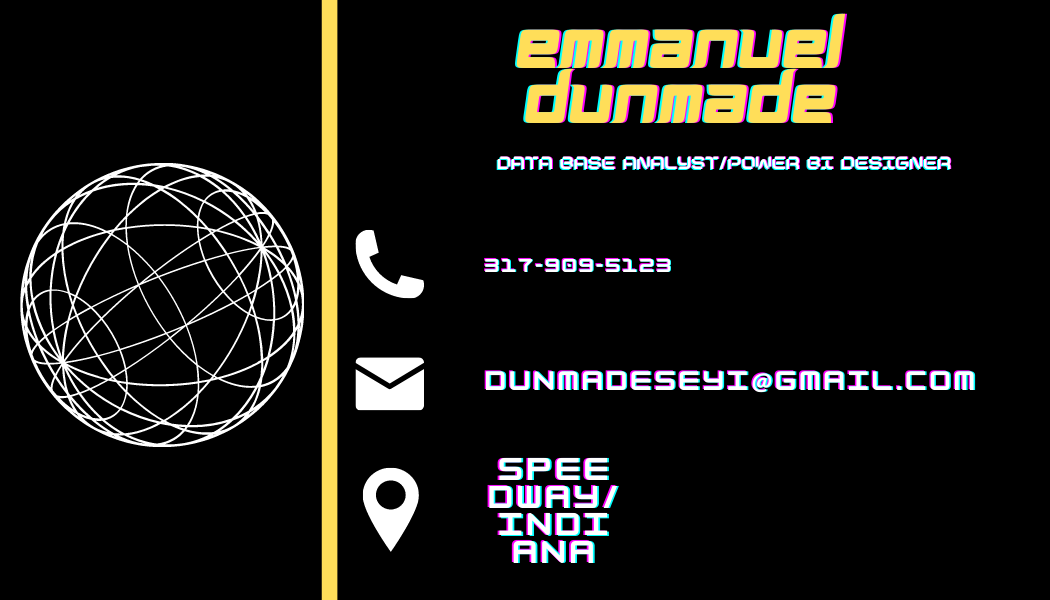 emmanuel
dunmade
DATA BASE ANALYST/POWER BI DESIGNER
317-909-5123
DUNMADESEYI@GMAIL.COM
SPEE
DWAY/
INDI
ANA